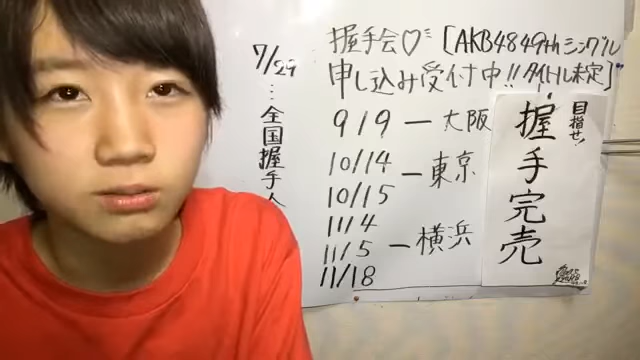 7/29…全国握手
握手会♡ [AKB48 49thシングル
申し込み受付中!!タイトル未定]
9/9 ー 大阪
10/14
10/15 ー 東京
11/4
11/5 ー 横浜
11/18
目指せ!
握手完売